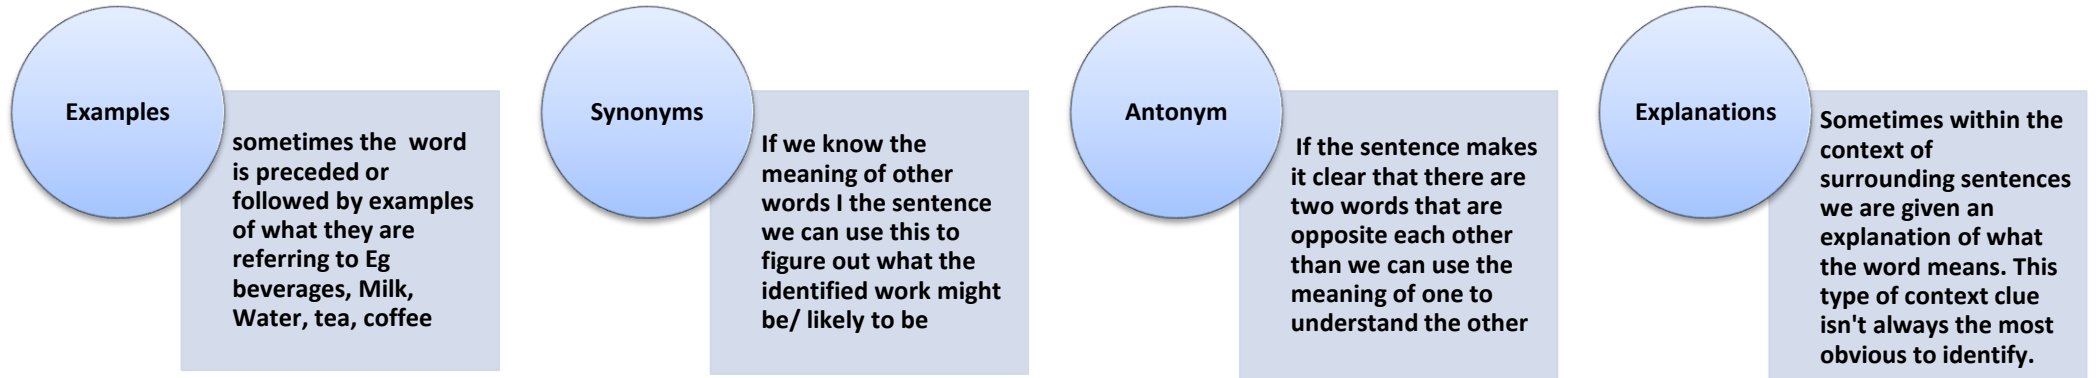 Examples
sometimes the word
is preceded or
followed by examples
of what they are
referring to Eg
beverages, Milk,
Water, tea, coffee
Synonyms
If we know the
meaning of other
words I the sentence
we can use this to
figure out what the
identified work might
be/ likely to be
Antonym
If the sentence makes
it clear that there are
two words that are
opposite each other
than we can use the
meaning of one to
understand the other
Explanations
Sometimes within the
context of
surrounding sentences
we are given an
explanation of what
the word means. This
type of context clue
isn't always the most
obvious to identify.